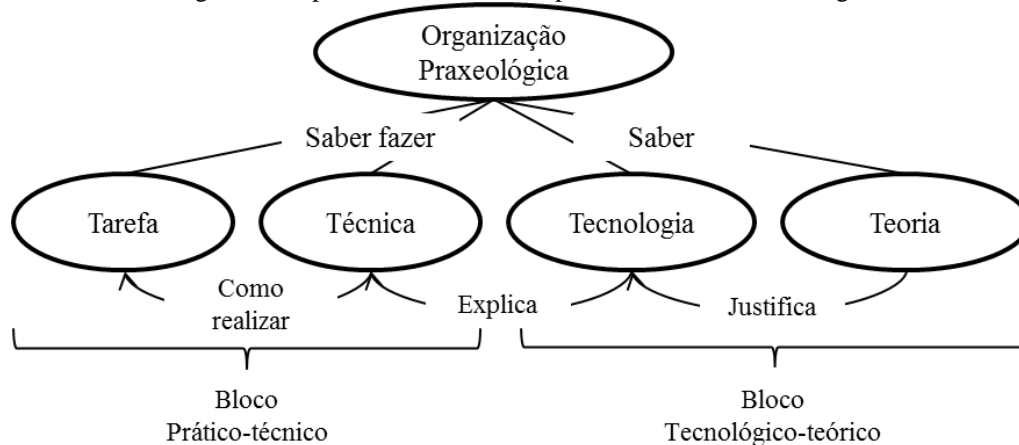 Organização
Praxeológica
Saber fazer
Saber
Tarefa
Técnica
Tecnologia
Teoria
Como
realizar
Explica
Justifica
Bloco
Prático-técnico
Bloco
Tecnológico-teórico